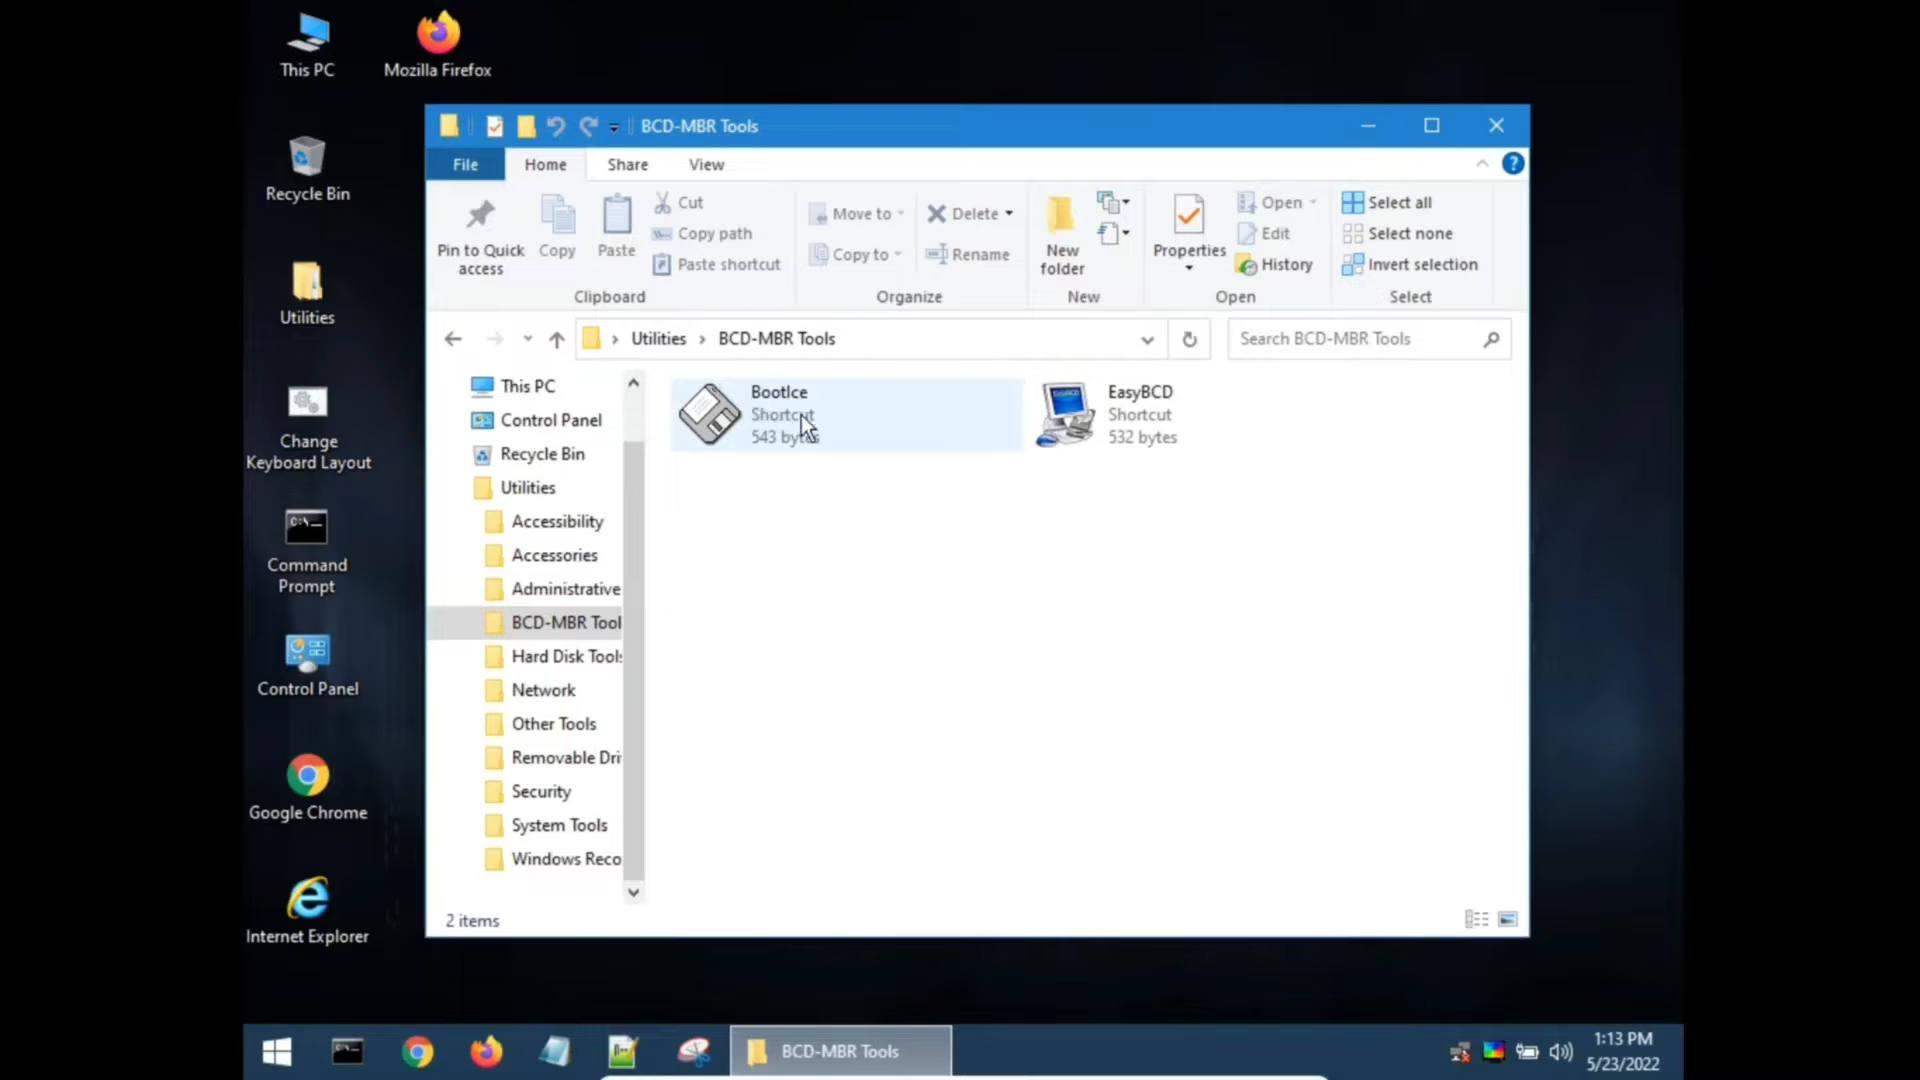 This PC
Mozilla Firefox
Recycle Bin
Utilities
Change
Keyboard Layout
Command
Prompt
Control Panel
Google Chrome
Internet Explorer
BCD-MBR Tools
File
Home
Share
View
Pin to Quick
access
Copy
Paste
Cut
Copy path
Paste shortcut
Clipboard
Move to
Copy to
Delete
Rename
Organize
New
folder
New
Properties
Open
Edit
History
Open
Select all
Select none
Invert selection
Select
Utilities
BCD-MBR Tools
Search BCD-MBR Tools
This PC
Control Panel
Recycle Bin
Utilities
Accessibility
Accessories
Administrative
BCD-MBR Tool
Hard Disk Tools
Network
Other Tools
Removable Dri
Security
System Tools
Windows Reco
BootIce
Shortcut
543 bytes
EasyBCD
Shortcut
532 bytes
2 items
BCD-MBR Tools
1:13 PM
5/23/2022